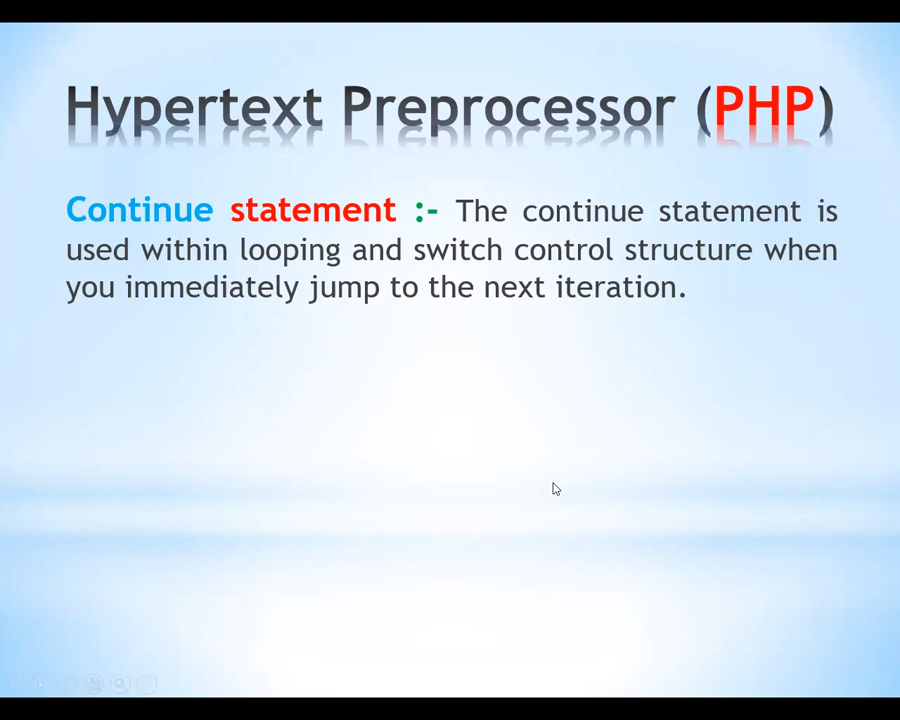 Hypertext Preprocessor (PHP)
Continue statement :- The continue statement is
used within looping and switch control structure when
you immediately jump to the next iteration.